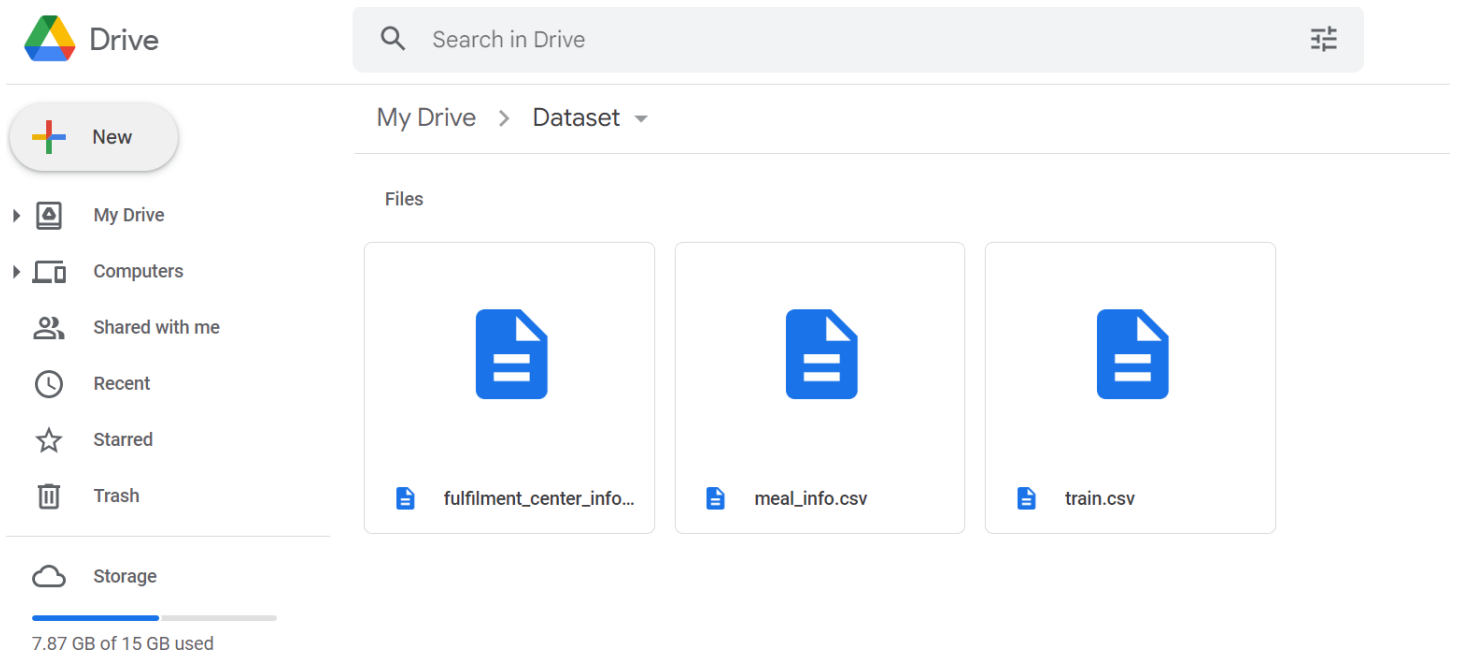 Drive
Search in Drive
New
My Drive
Computers
Shared with me
Recent
Starred
Trash
Storage
7.87 GB of 15 GB used
My Drive > Dataset
Files
fulfilment_center_info...
meal_info.csv
train.csv